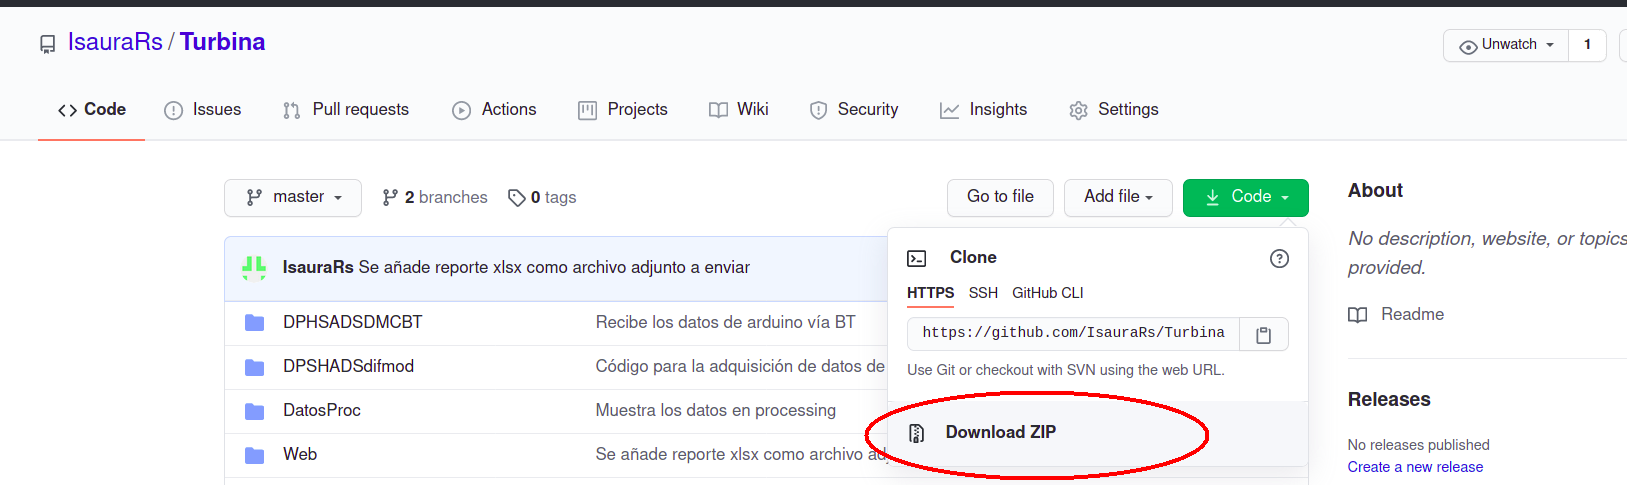 IsauraRs / Turbina
Unwatch 1
Code Issues Pull requests Actions Projects Wiki Security Insights Settings
master 2 branches 0 tags Go to file Add file Code
About
No description, website, or topics
provided.
Readme
Releases
No releases published
Create a new release
IsauraRs Se añade reporte xlsx como archivo adjunto a enviar
DPHSADSDMCBT Recibe los datos de arduino vía BT
DPSHADSdifmod Código para la adquisición de datos de
DatosProc Muestra los datos en processing
Web Se añade reporte xlsx como archivo ad
Clone
HTTPS SSH GitHub CLI
https://github.com/IsauraRs/Turbina
Use Git or checkout with SVN using the web URL.
Download ZIP